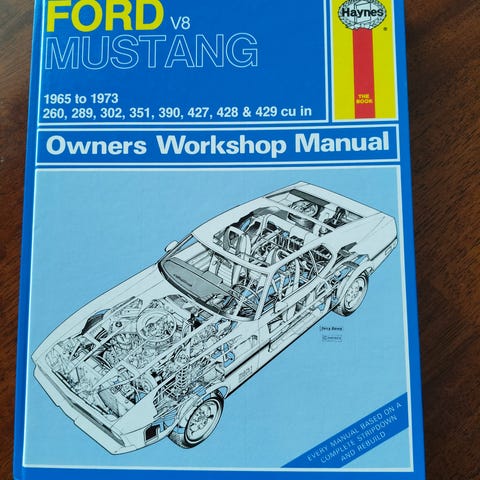 FORD V8
Haynes
®
MUSTANG
THE
BOOK
1965 to 1973
260, 289, 302, 351, 390, 427, 428 & 429 cu in
Owners Workshop Manual
EVERY MANUAL BASED ON A
COMPLETE STRIPDOWN
AND REBUILD